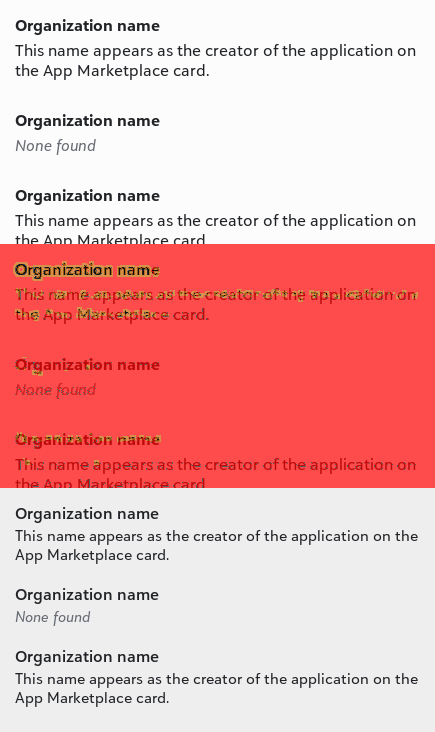 Organization name
This name appears as the creator of the application on
the App Marketplace card.
Organization name
None found
Organization name
This name appears as the creator of the application on
the App Marketplace card.
Organization name
This name appears as the creator of the application on
the App Marketplace card.
Organization name
None found
Organization name
This name appears as the creator of the application on
the App Marketplace card.
Organization name
This name appears as the creator of the application on the
App Marketplace card.
Organization name
None found
Organization name
This name appears as the creator of the application on the
App Marketplace card.